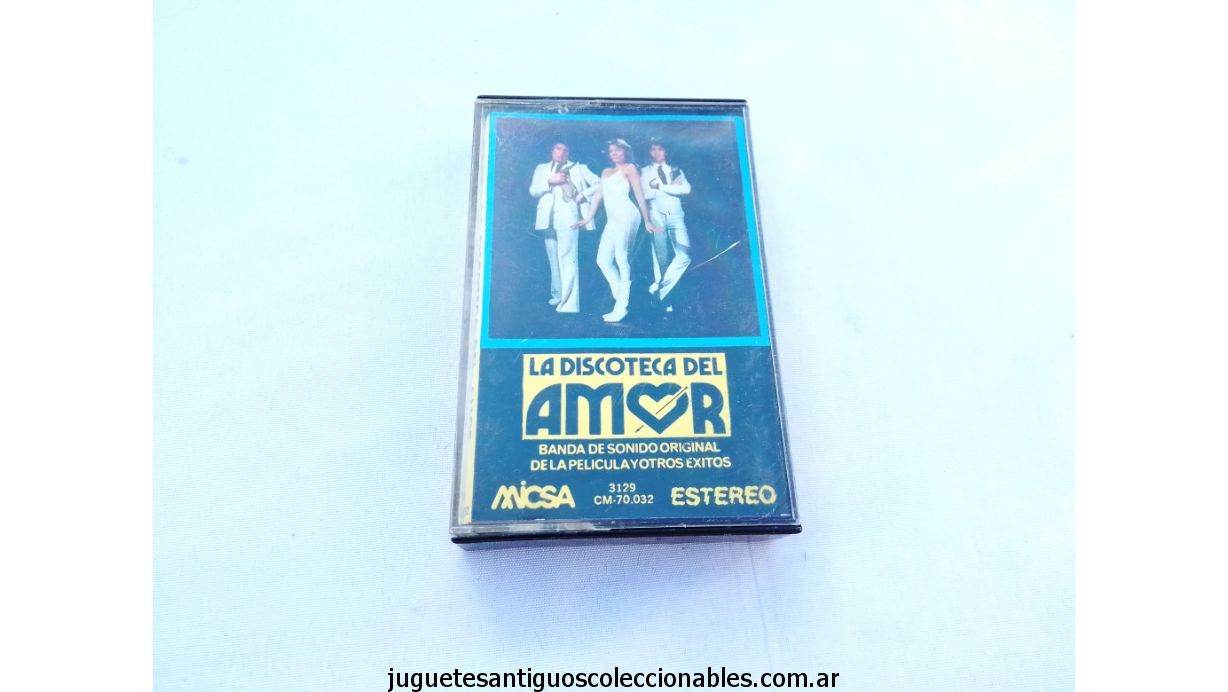 LA DISCOTECA DEL
AMOR
BANDA DE SONIDO ORIGINAL
DE LA PELICULA Y OTROS EXITOS
MICSA
3129
CM-70.032
ESTEREO
juguetesantiguoscoleccionables.com.ar